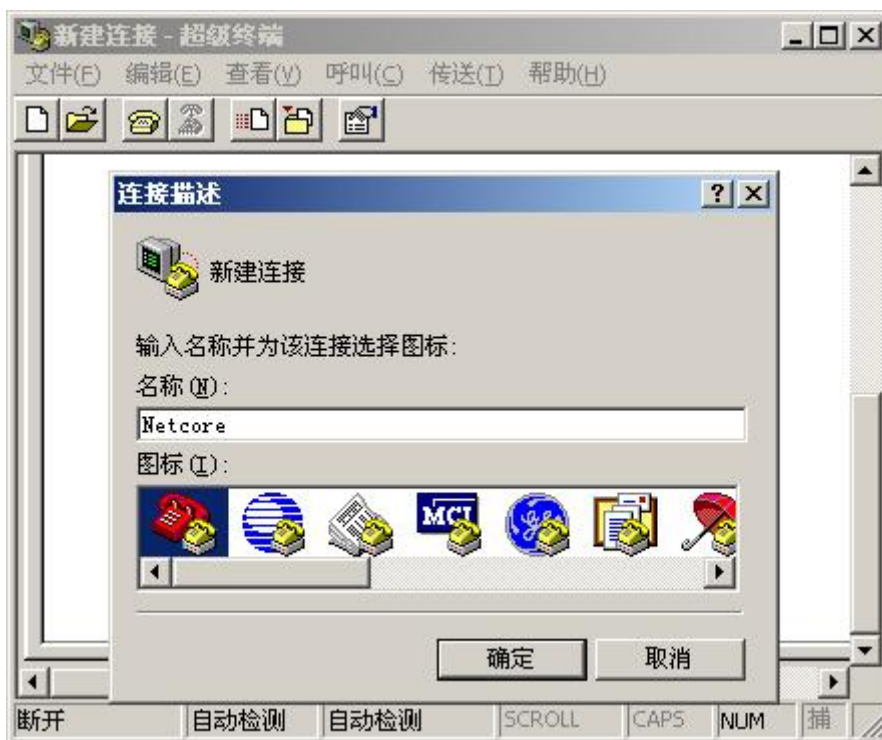 新建连接 - 超级终端
文件(F) 编辑(E) 查看(V) 呼叫(C) 传送(T) 帮助(H)
连接描述
新建连接
输入名称并为该连接选择图标:
名称(N):
Netcore
图标(I):
MCI
确定 取消
断开 自动检测 自动检测 SCROLL CAPS NUM 捕